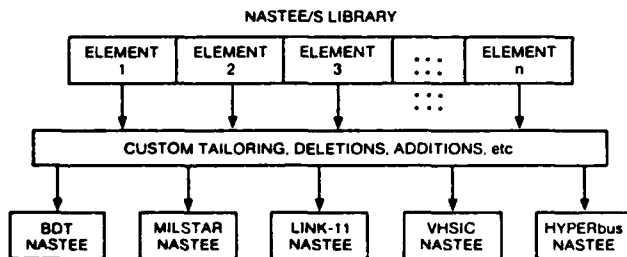 NASTEE/S LIBRARY
ELEMENT 1
ELEMENT 2
ELEMENT 3
ELEMENT n
CUSTOM TAILORING, DELETIONS, ADDITIONS, etc
BDT NASTEE
MILSTAR NASTEE
LINK-11 NASTEE
VHSIC NASTEE
HYPERbus NASTEE